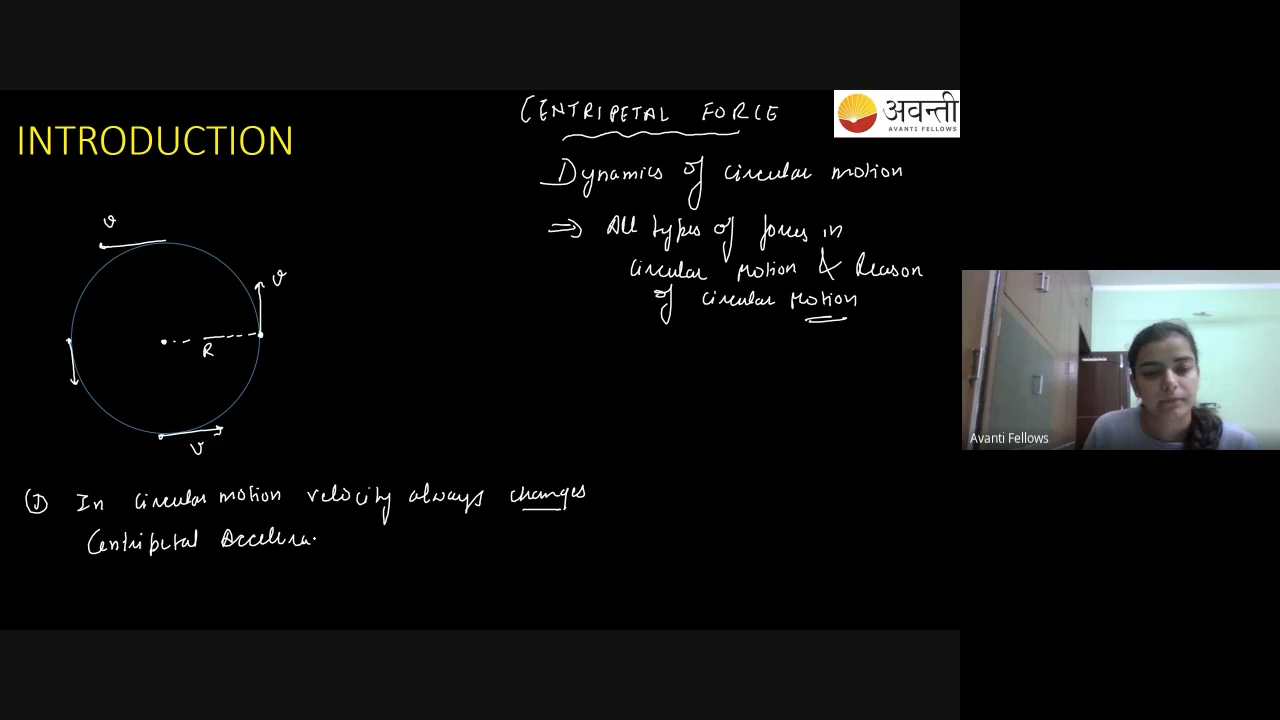 CENTRIPETAL FORCE
अवन्ती
AVANTI FELLOWS
INTRODUCTION
Dynamics of circular motion
⇒ All types of forces in
circular motion & Reason
of circular motion
v
v
R
v
① In circular motion velocity always changes
Centripetal Accelera
Avanti Fellows